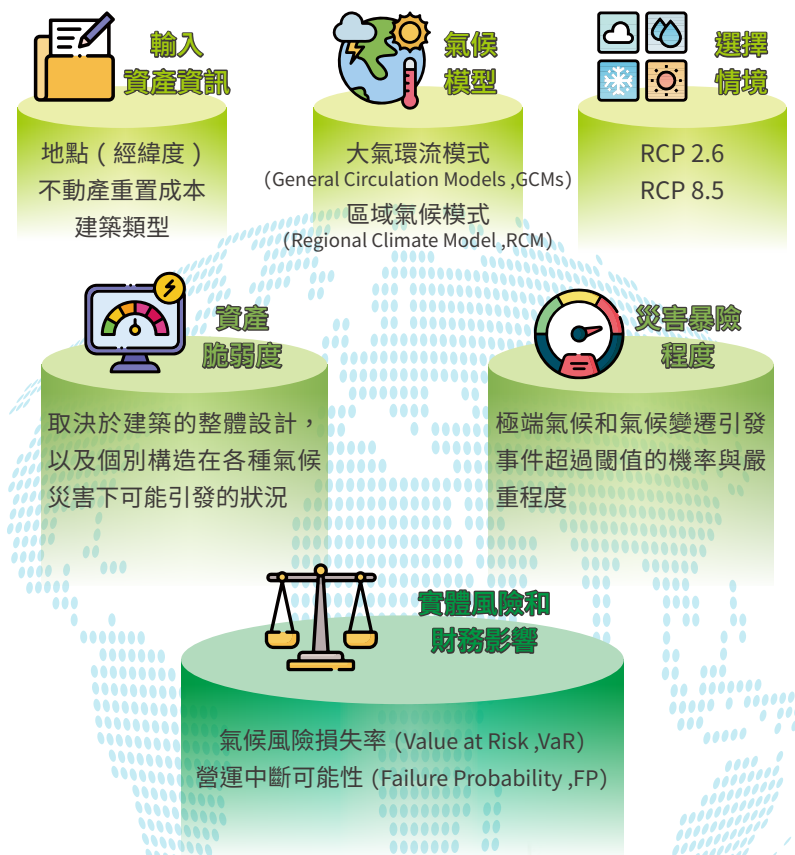 輸入
資產資訊
地點（經緯度）
不動產重置成本
建築類型
氣候
模型
大氣環流模式
(General Circulation Models ,GCMs)
區域氣候模式
(Regional Climate Model ,RCM)
選擇
情境
RCP 2.6
RCP 8.5
資產
脆弱度
取決於建築的整體設計，
以及個別構造在各種氣候
災害下可能引發的狀況
災害暴險
程度
極端氣候和氣候變遷引發
事件超過閾值的機率與嚴
重程度
實體風險和
財務影響
氣候風險損失率 (Value at Risk ,VaR)
營運中斷可能性 (Failure Probability ,FP)